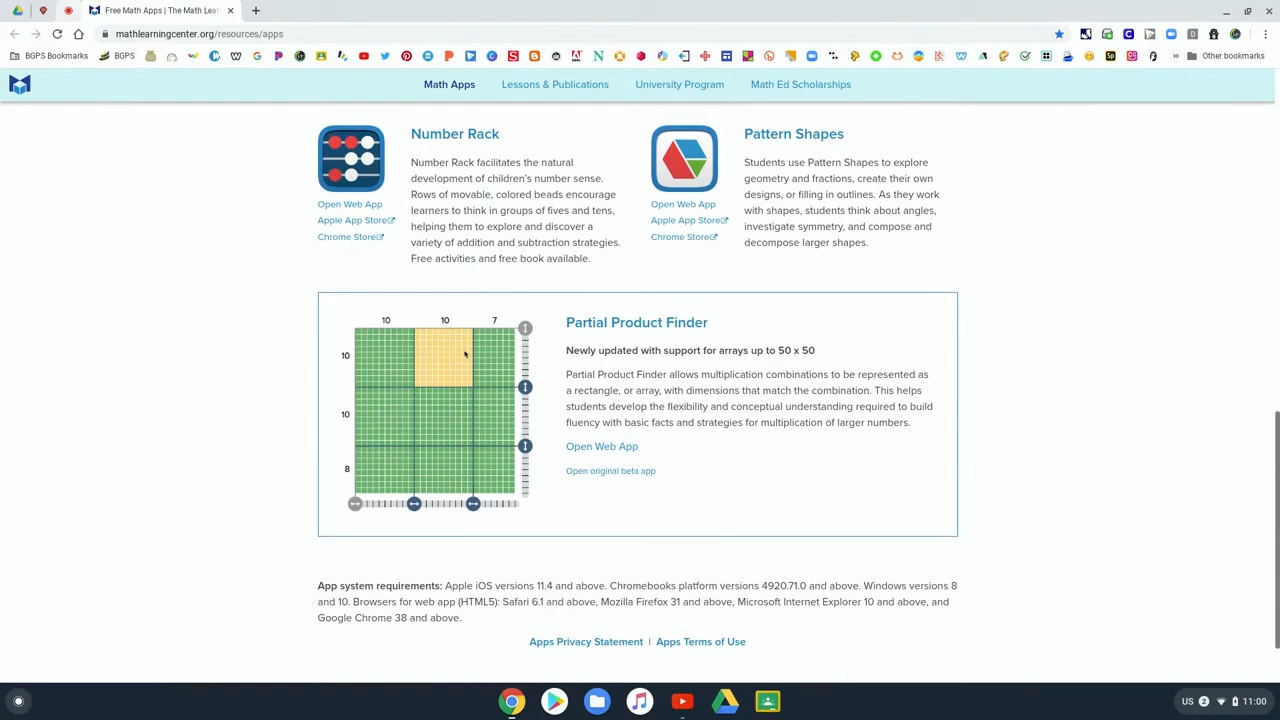 Free Math Apps | The Math Lear
mathlearningcenter.org/resources/apps
BGPS Bookmarks
BGPS
Other bookmarks
Math Apps
Lessons & Publications
University Program
Math Ed Scholarships
Number Rack
Number Rack facilitates the natural
development of children's number sense.
Rows of movable, colored beads encourage
learners to think in groups of fives and tens,
helping them to explore and discover a
variety of addition and subtraction strategies.
Free activities and free book available.
Open Web App
Apple App Store
Chrome Store
Pattern Shapes
Students use Pattern Shapes to explore
geometry and fractions, create their own
designs, or filling in outlines. As they work
with shapes, students think about angles,
investigate symmetry, and compose and
decompose larger shapes.
Open Web App
Apple App Store
Chrome Store
10 10 7
10
10
8
Partial Product Finder
Newly updated with support for arrays up to 50 x 50
Partial Product Finder allows multiplication combinations to be represented as
a rectangle, or array, with dimensions that match the combination. This helps
students develop the flexibility and conceptual understanding required to build
fluency with basic facts and strategies for multiplication of larger numbers.
Open Web App
Open original beta app
App system requirements: Apple iOS versions 11.4 and above. Chromebooks platform versions 4920.71.0 and above. Windows versions 8
and 10. Browsers for web app (HTML5): Safari 6.1 and above, Mozilla Firefox 31 and above, Microsoft Internet Explorer 10 and above, and
Google Chrome 38 and above.
Apps Privacy Statement | Apps Terms of Use
US 2 11:00